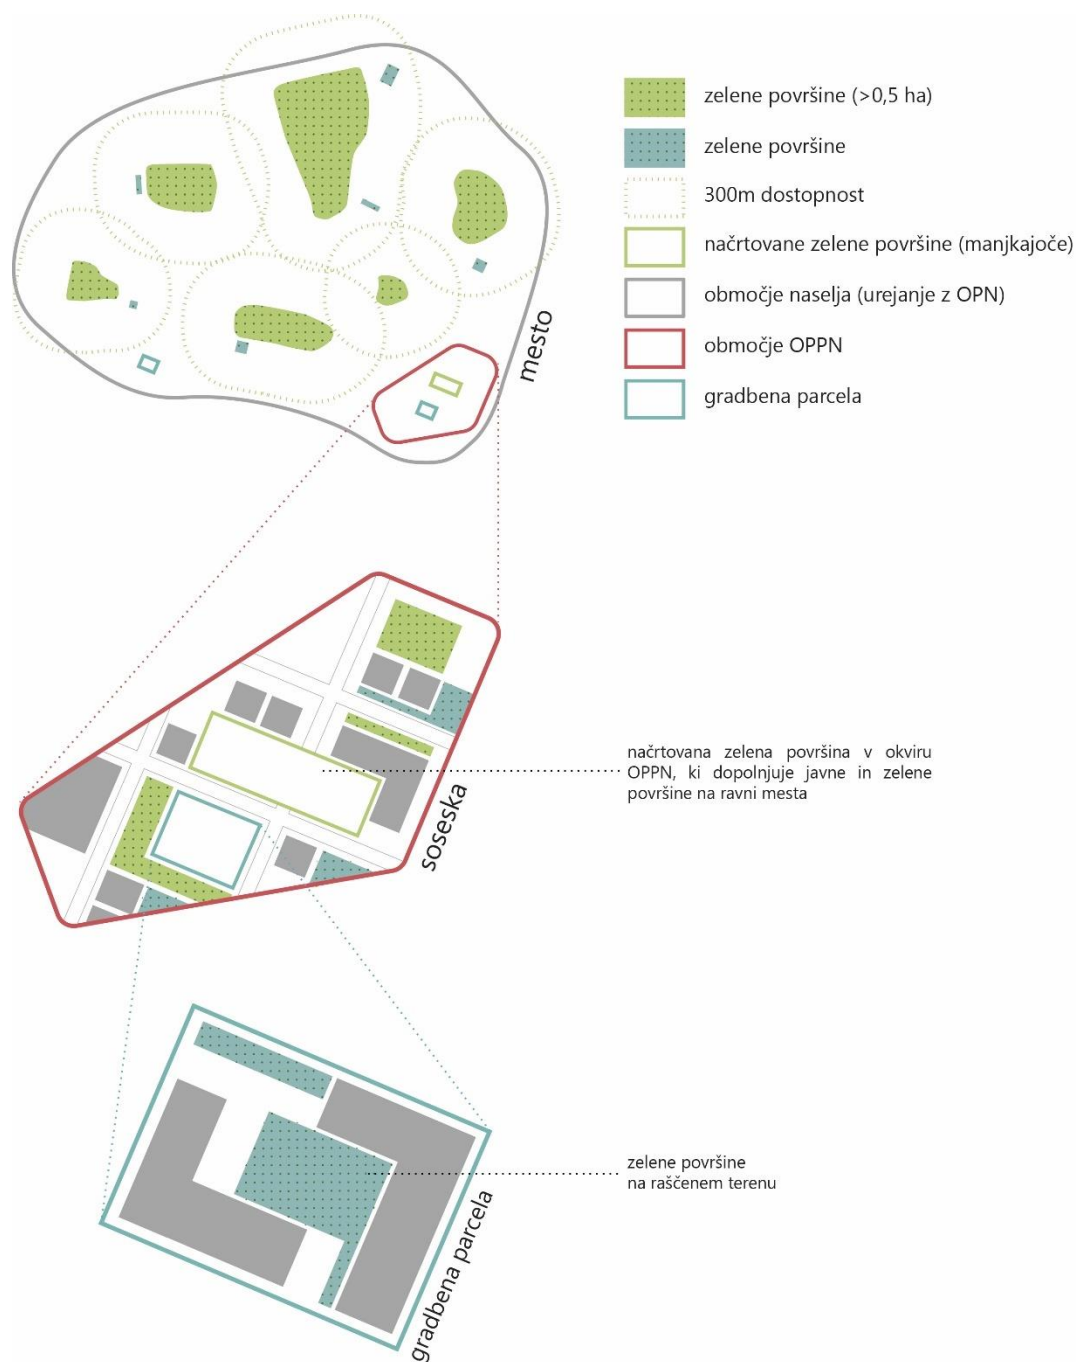 zelene površine (>0,5 ha)
zelene površine
300m dostopnost
načrtovane zelene površine (manjkajoče)
območje naselja (urejanje z OPN)
območje OPPN
gradbena parcela
mesto
načrtovana zelena površina v okviru
OPPN, ki dopolnjuje javne in zelene
površine na ravni mesta
soseska
zelene površine
na raščenem terenu
gradbena parcela